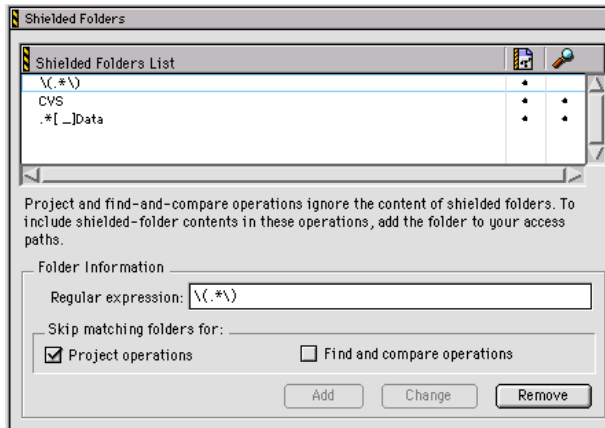 Shielded Folders
Shielded Folders List
\(.*\)
CVS
.*[ _]Data
Project and find-and-compare operations ignore the content of shielded folders. To
include shielded-folder contents in these operations, add the folder to your access
paths.
Folder Information
Regular expression: \(.*\)
Skip matching folders for:
Project operations
Find and compare operations
Add
Change
Remove